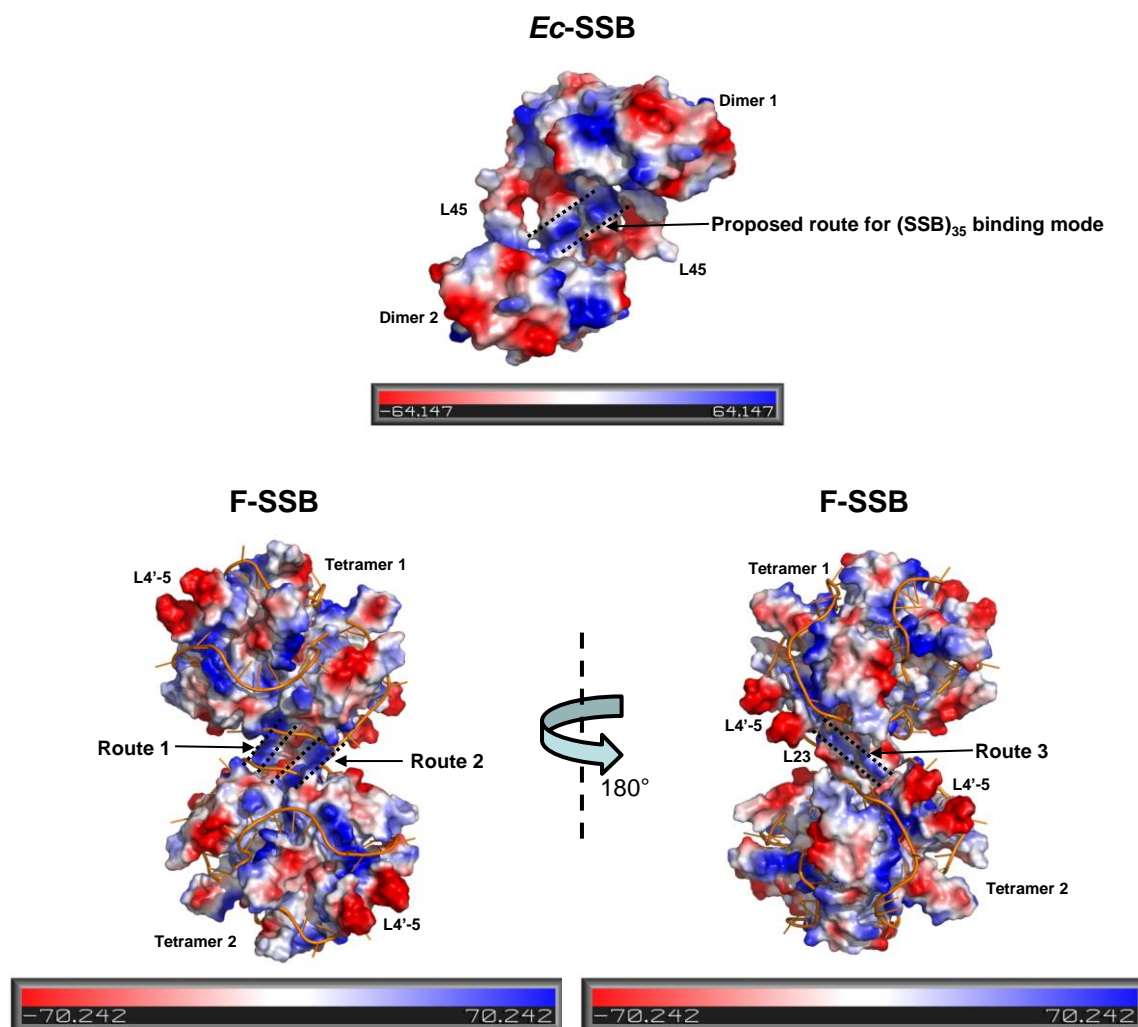 Ec-SSB
Dimer 1
L45
Proposed route for (SSB)35 binding mode
L45
Dimer 2
-64.147 64.147
F-SSB
F-SSB
Tetramer 1
L4'-5
Route 1
Route 2
Tetramer 2
L4'-5
180°
Tetramer 1
L4'-5
L23
Route 3
L4'-5
Tetramer 2
-70.242 70.242
-70.242 70.242